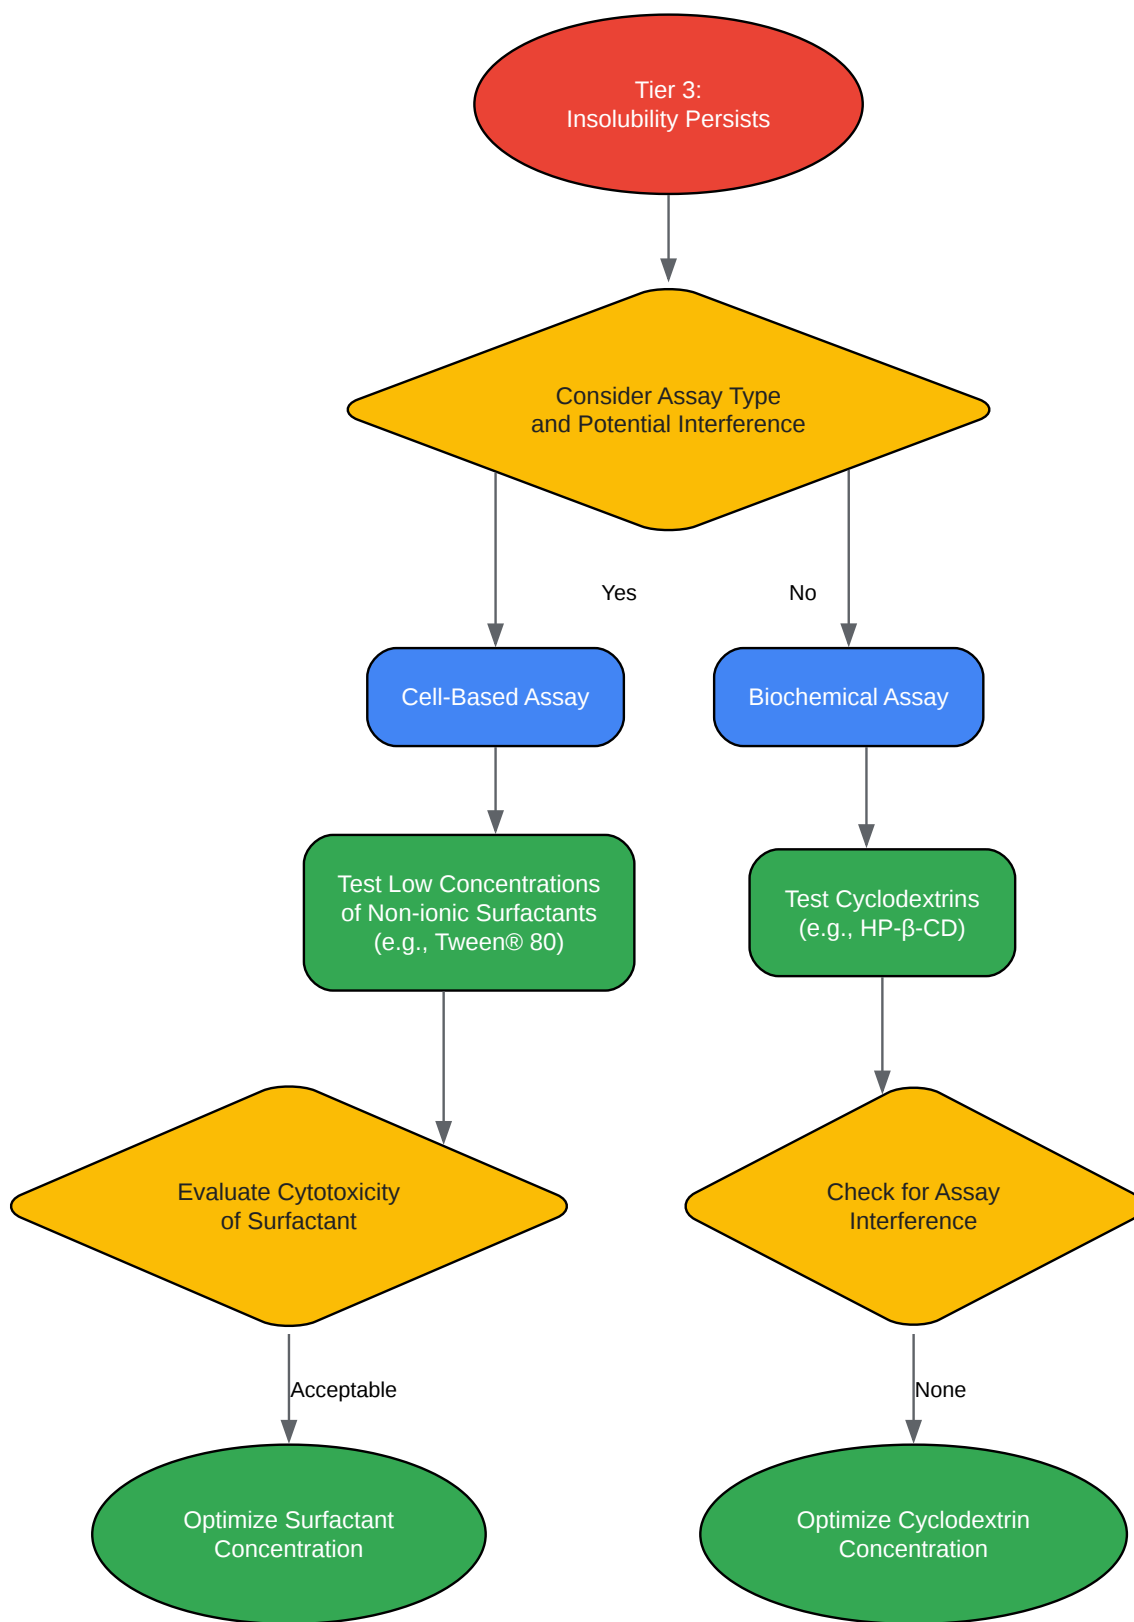 Tier 3:
Insolubility Persists
Consider Assay Type
and Potential Interference
Yes
No
Cell-Based Assay
Biochemical Assay
Test Low Concentrations
of Non-ionic Surfactants
(e.g., Tween® 80)
Test Cyclodextrins
(e.g., HP-β-CD)
Evaluate Cytotoxicity
of Surfactant
Check for Assay
Interference
Acceptable
None
Optimize Surfactant
Concentration
Optimize Cyclodextrin
Concentration